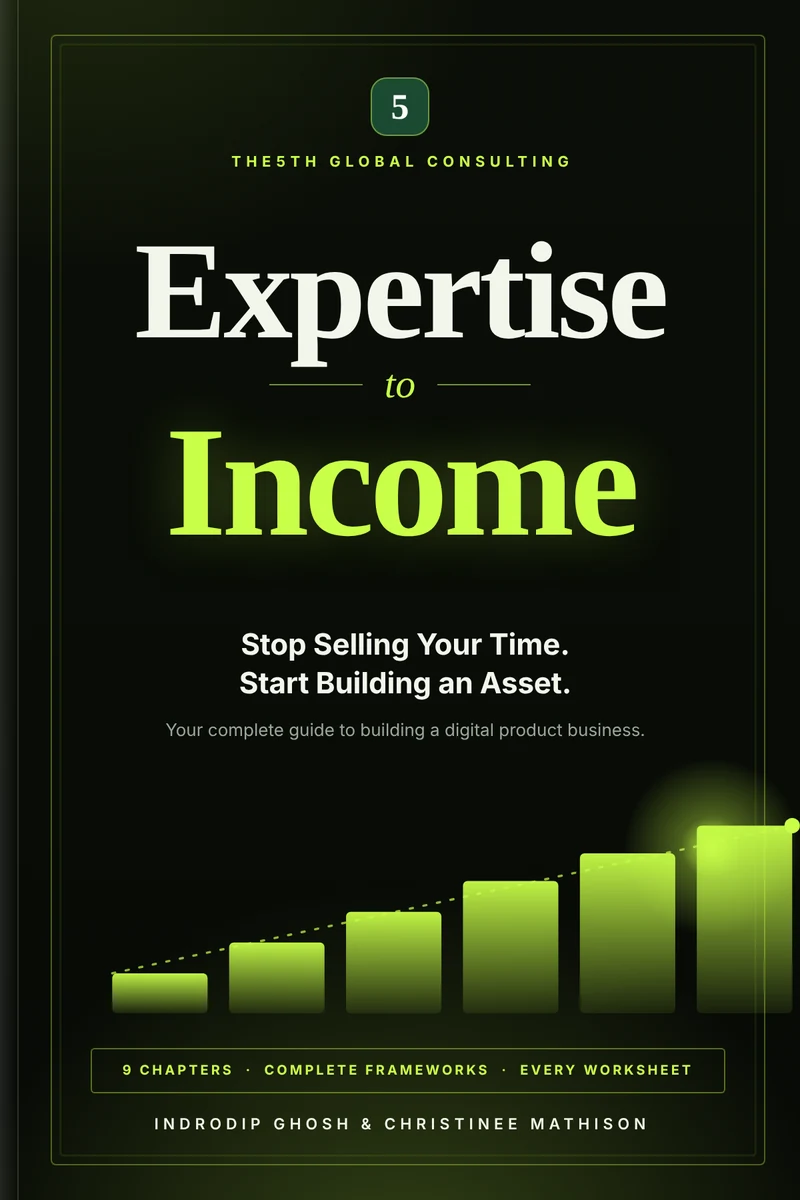 5
THE5TH GLOBAL CONSULTING
Expertise
to
Income
Stop Selling Your Time.
Start Building an Asset.
Your complete guide to building a digital product business.
9 CHAPTERS · COMPLETE FRAMEWORKS · EVERY WORKSHEET
INDRODIP GHOSH & CHRISTINEE MATHISON